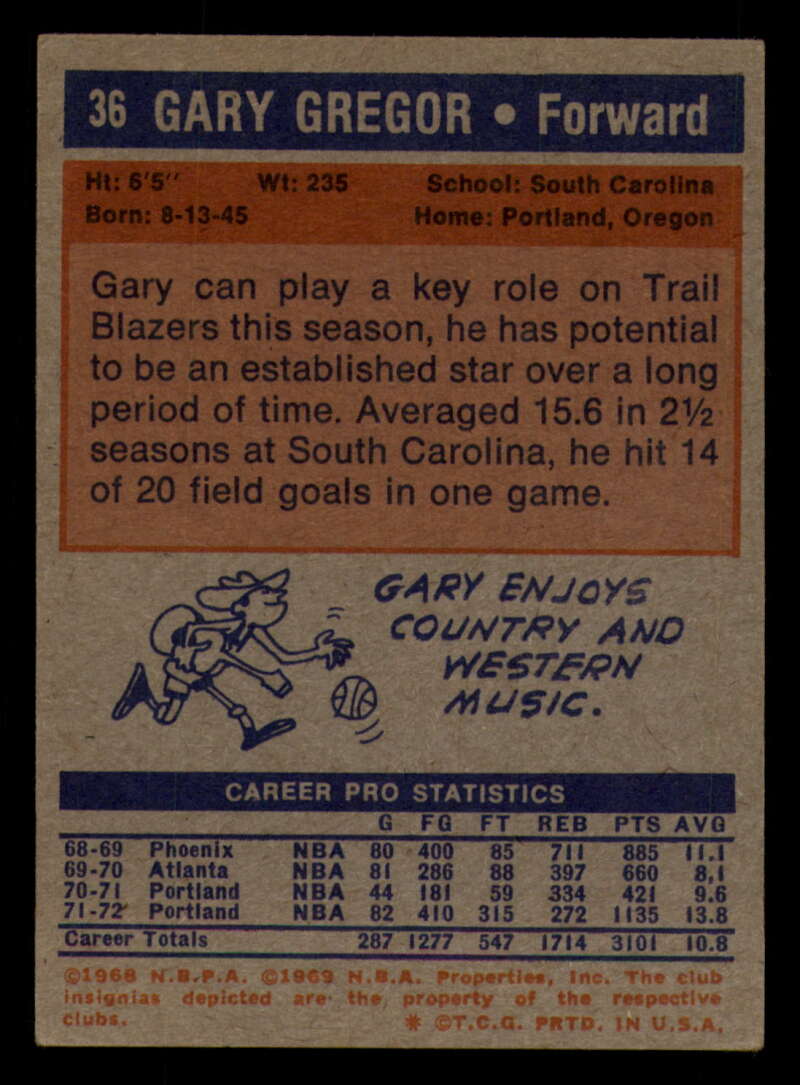 36 GARY GREGOR • Forward
Ht: 6'5" Wt: 235 School: South Carolina
Born: 8-13-45 Home: Portland, Oregon
Gary can play a key role on Trail
Blazers this season, he has potential
to be an established star over a long
period of time. Averaged 15.6 in 2½
seasons at South Carolina, he hit 14
of 20 field goals in one game.
GARY ENJOYS
COUNTRY AND
WESTERN
MUSIC.
CAREER PRO STATISTICS
G FG FT REB PTS AVG
68-69 Phoenix NBA 80 400 85 711 885 11.1
69-70 Atlanta NBA 81 286 88 397 660 8.1
70-71 Portland NBA 44 181 59 334 421 9.6
71-72 Portland NBA 82 410 315 272 1135 13.8
Career Totals 287 1277 547 1714 3101 10.8
©1968 N.B.P.A. ©1969 N.B.A. Properties, Inc. The club
insignias depicted are the property of the respective
clubs. * ©T.C.G. PRTD. IN U.S.A.